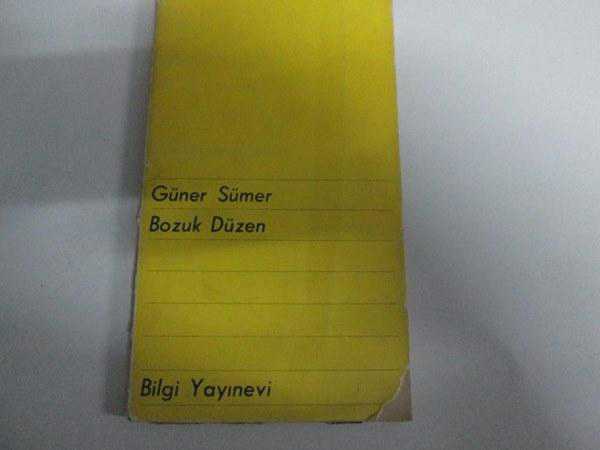 Güner Sümer
Bozuk Düzen
Bilgi Yayınevi